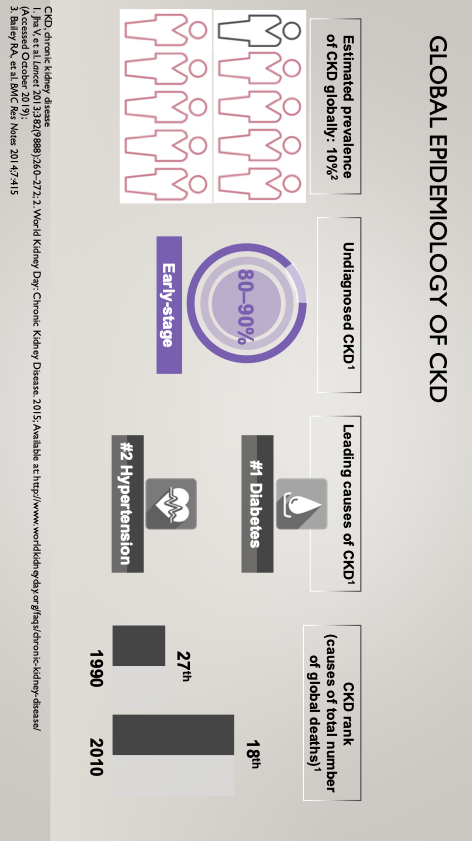 GLOBAL EPIDEMIOLOGY OF CKD
Estimated prevalence
of CKD globally: 10%²
Undiagnosed CKD¹
80–90%
Early-stage
Leading causes of CKD¹
#1 Diabetes
#2 Hypertension
CKD rank
(causes of total number
of global deaths)¹
27th
18th
1990
2010
CKD, chronic kidney disease
1. Jha V, et al. Lancet 2013;382(9888):260–272; 2. World Kidney Day: Chronic Kidney Disease. 2015; Available at: http://www.worldkidneyday.org/faqs/chronic-kidney-disease/
(Accessed October 2019);
3. Bailey RA, et al. BMC Res Notes 2014;7:415